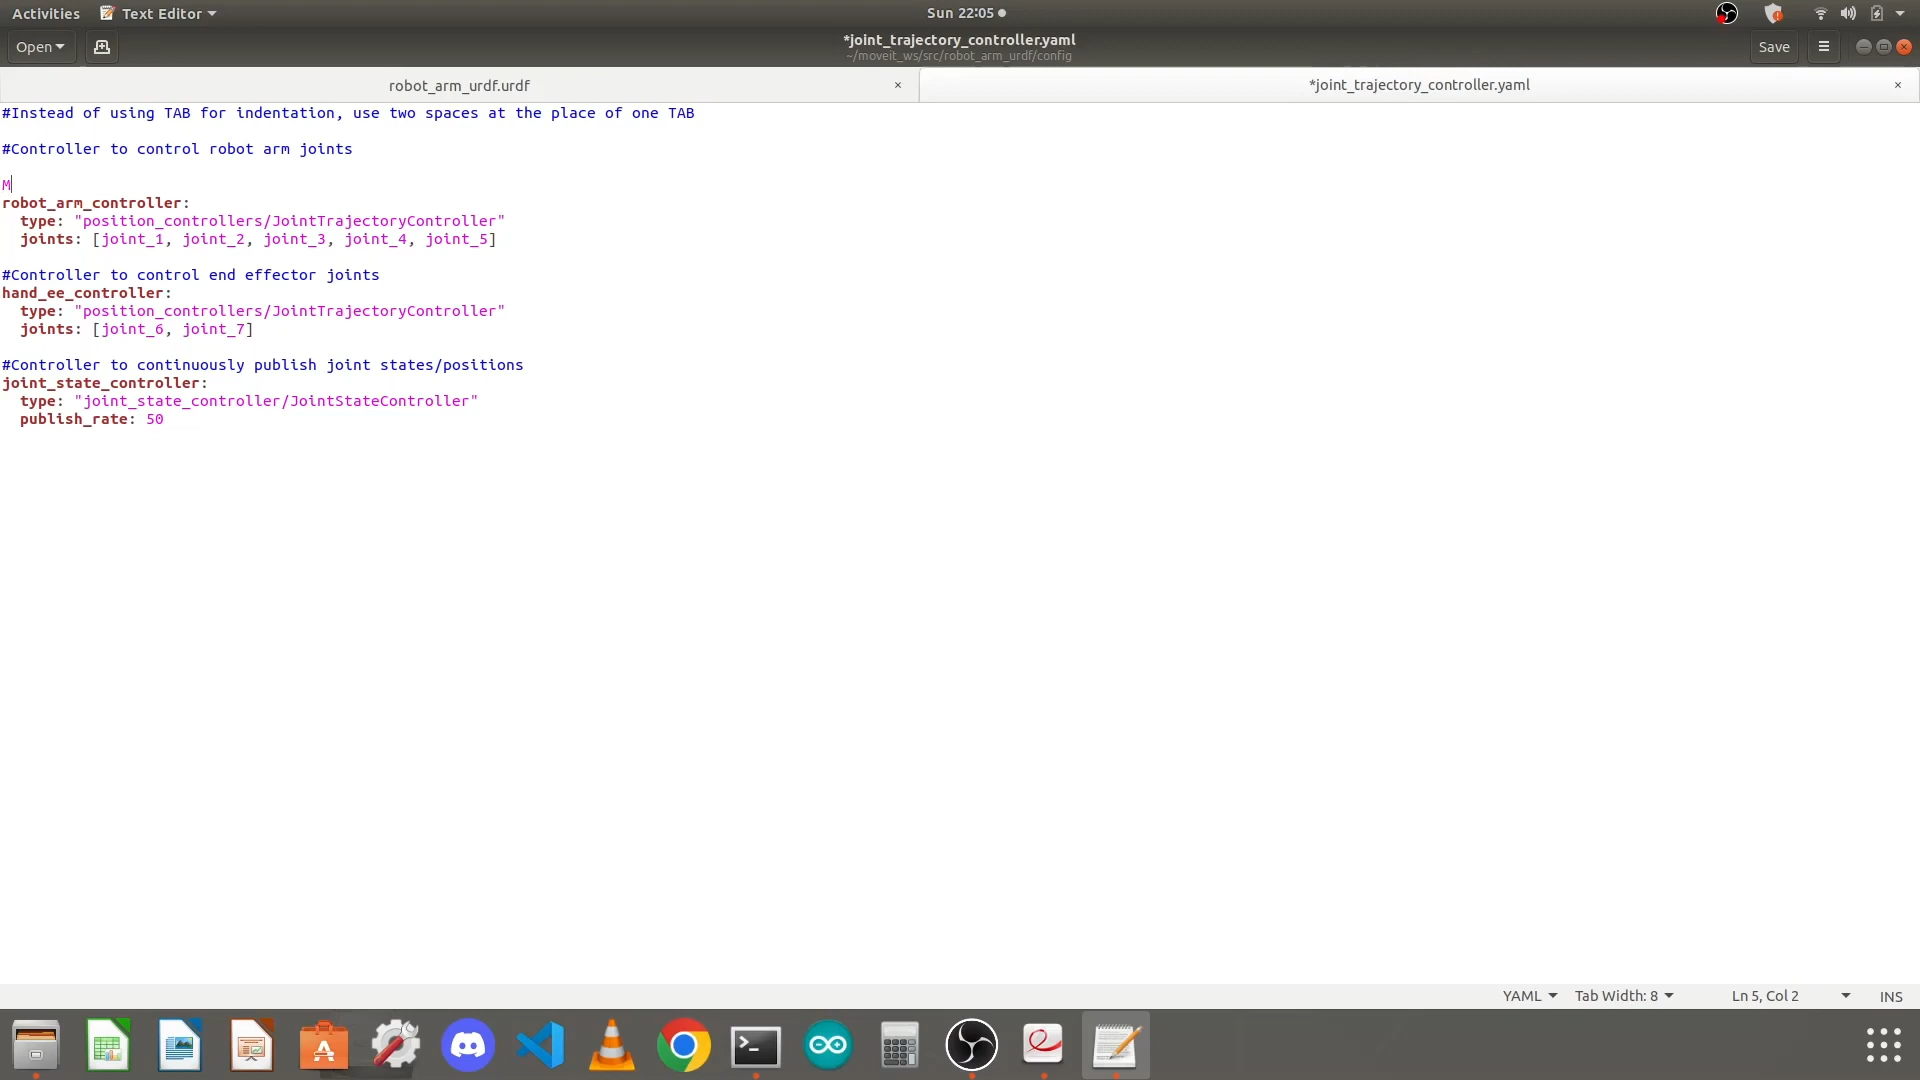 Activities Text Editor Sun 22:05
Open *joint_trajectory_controller.yaml Save
~/moveit_ws/src/robot_arm_urdf/config
robot_arm_urdf.urdf × *joint_trajectory_controller.yaml ×
#Instead of using TAB for indentation, use two spaces at the place of one TAB
#Controller to control robot arm joints
M
robot_arm_controller:
  type: "position_controllers/JointTrajectoryController"
  joints: [joint_1, joint_2, joint_3, joint_4, joint_5]
#Controller to control end effector joints
hand_ee_controller:
  type: "position_controllers/JointTrajectoryController"
  joints: [joint_6, joint_7]
#Controller to continuously publish joint states/positions
joint_state_controller:
  type: "joint_state_controller/JointStateController"
  publish_rate: 50
YAML Tab Width: 8 Ln 5, Col 2 INS